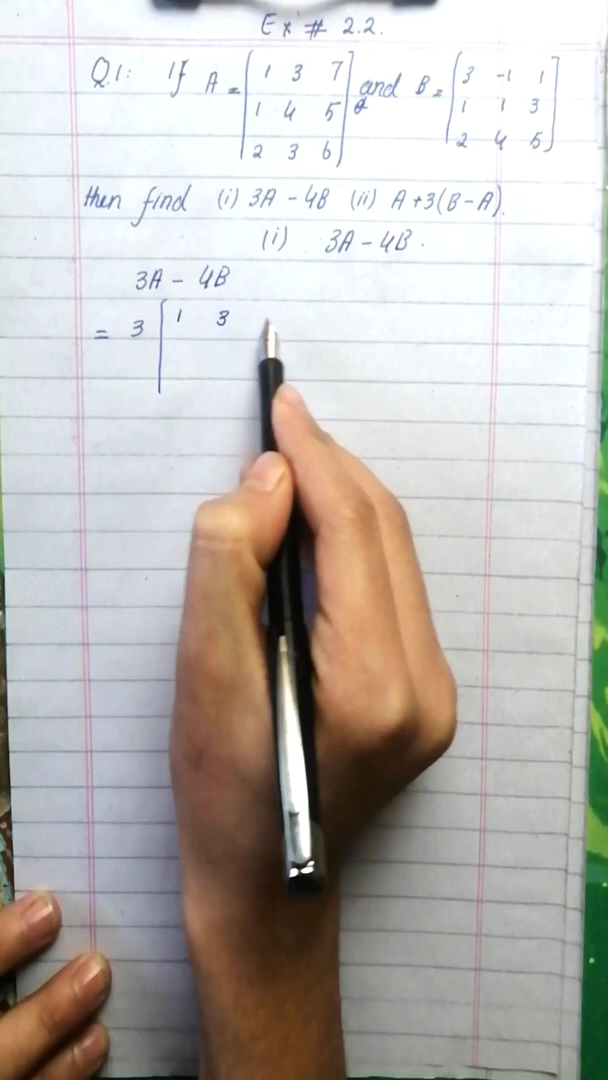 Ex # 2.2.
Q.1: If A = [1 3 7 and B = [3 -1 1
1 4 5 1 1 3
2 3 6] 2 4 5]
then find (i) 3A - 4B (ii) A+3(B-A).
(i) 3A - 4B.
3A - 4B
= 3 [1 3